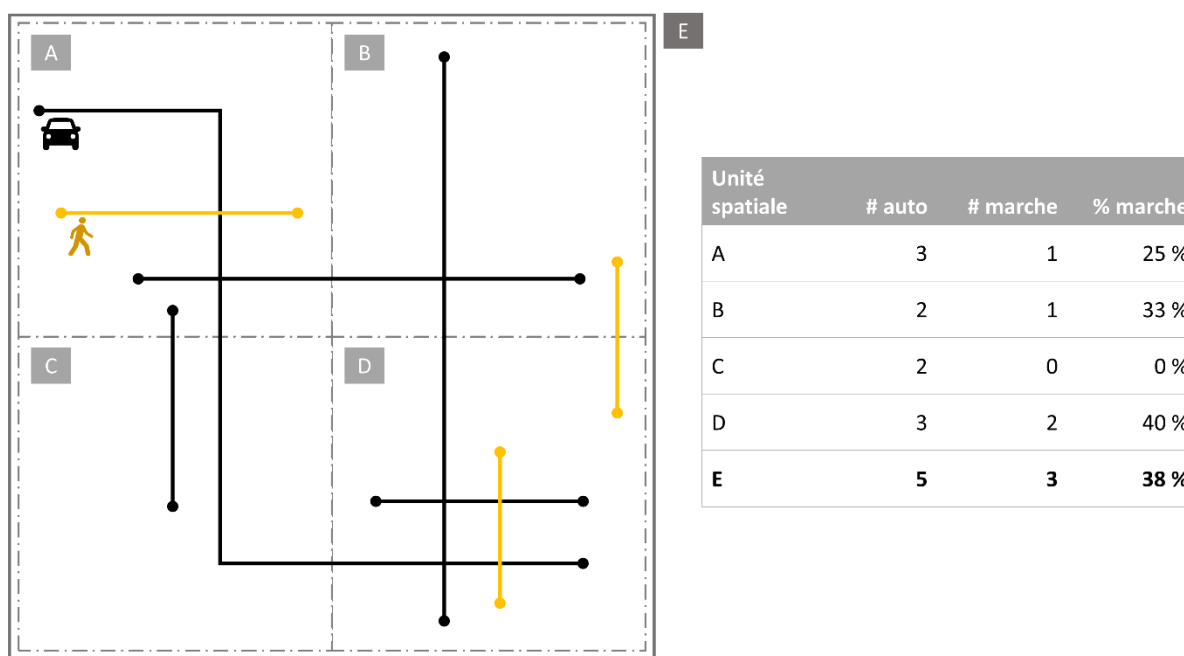 A
B
E
C
D
Unité
spatiale # auto # marche % marche
A 3 1 25 %
B 2 1 33 %
C 2 0 0 %
D 3 2 40 %
E 5 3 38 %